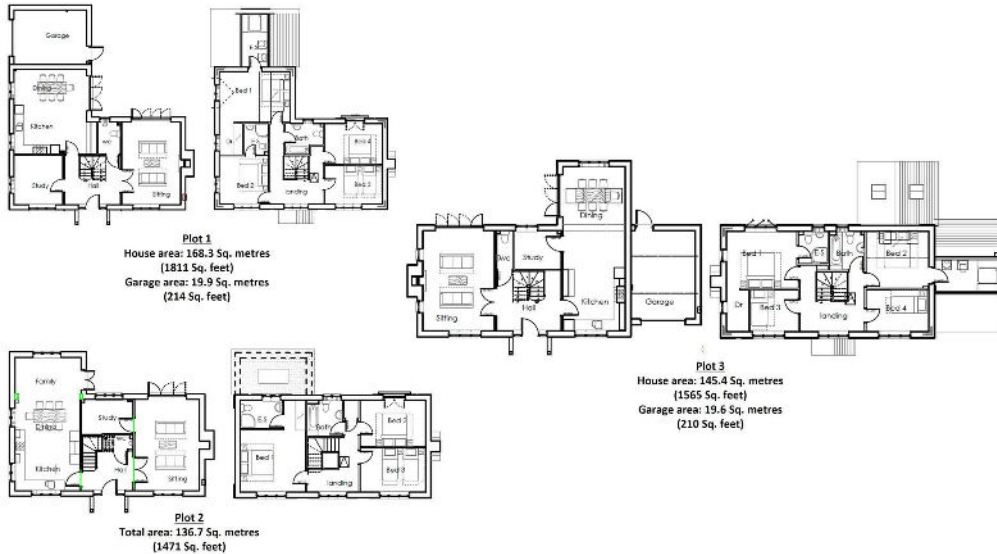 Garage
Dining
Kitchen
WC
Study
Hall
Sitting
E.S
Bed 1
Dr
E.S
Bath
Bed 4
Bed 2
landing
Bed 3
Plot 1
House area: 168.3 Sq. metres
(1811 Sq. feet)
Garage area: 19.9 Sq. metres
(214 Sq. feet)
Dining
WC
Study
Kitchen
Garage
Sitting
Hall
Bed 1
E.S
Bath
Bed 2
Dr
Bed 3
landing
Bed 4
Plot 3
House area: 145.4 Sq. metres
(1565 Sq. feet)
Garage area: 19.6 Sq. metres
(210 Sq. feet)
Family
Dining
Study
WC
Kitchen
Hall
Sitting
E.S
Bath
Bed 2
Bed 1
landing
Bed 3
Plot 2
Total area: 136.7 Sq. metres
(1471 Sq. feet)